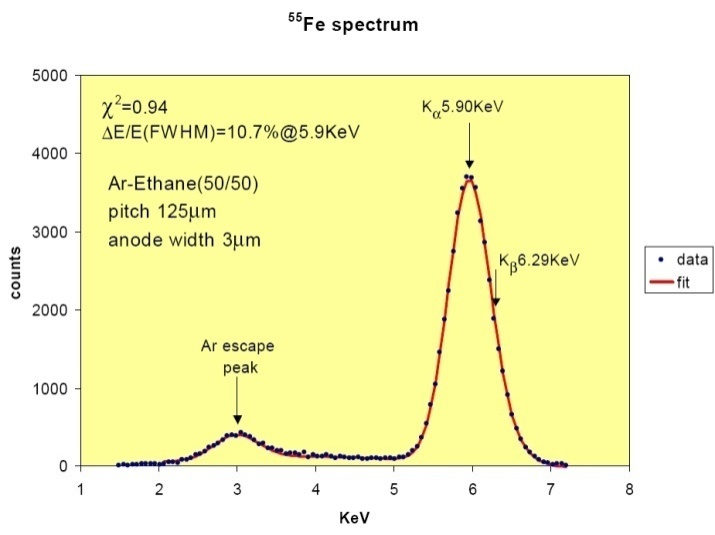 ⁵⁵Fe spectrum
5000
4000
3000
2000
1000
0
counts
χ²=0.94
ΔE/E(FWHM)=10.7%@5.9KeV
Ar-Ethane(50/50)
pitch 125μm
anode width 3μm
Kα5.90KeV
Kβ6.29KeV
Ar escape
peak
data
fit
1 2 3 4 5 6 7 8
KeV